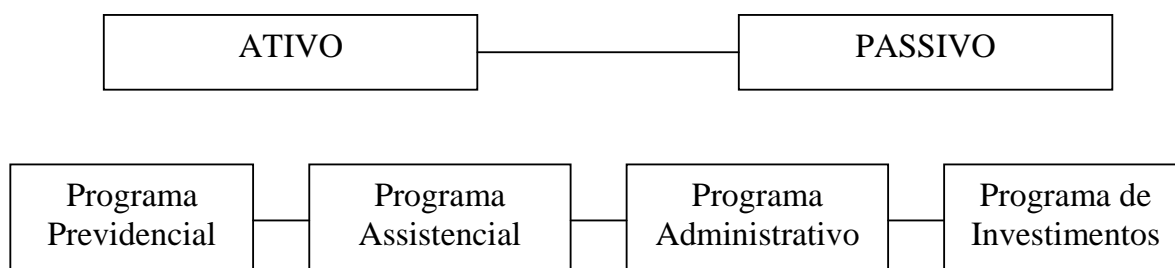 ATIVO
PASSIVO
Programa
Previdencial
Programa
Assistencial
Programa
Administrativo
Programa de
Investimentos